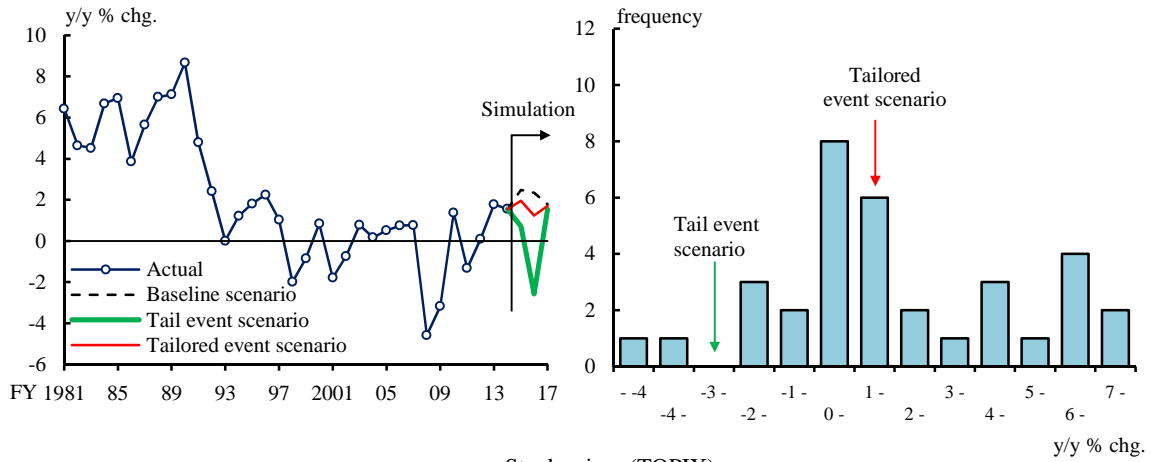 y/y % chg.
10
8
6
4
2
0
-2
-4
-6
Simulation
Actual
Baseline scenario
Tail event scenario
Tailored event scenario
FY 1981 85 89 93 97 2001 05 09 13 17
frequency
12
10
8
6
4
2
0
Tailored
event scenario
Tail event
scenario
- -4 -3 - -1 - 1 - 3 - 5 - 7 -
-4 - -2 - 0 - 2 - 4 - 6 -
y/y % chg.